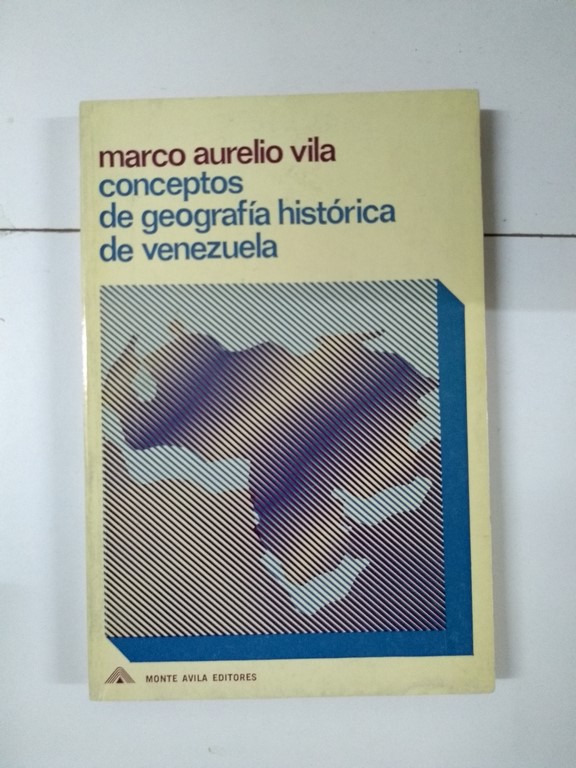 marco aurelio vila
conceptos
de geografía histórica
de venezuela
MONTE AVILA EDITORES